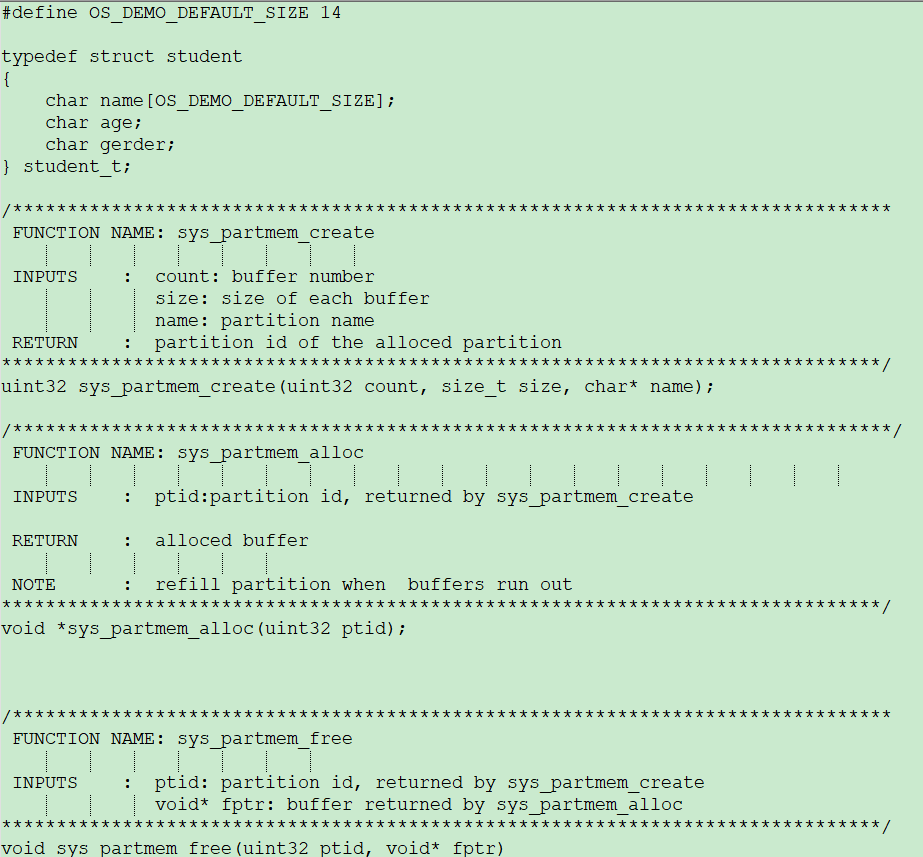 #define OS_DEMO_DEFAULT_SIZE 14
typedef struct student
{
    char name[OS_DEMO_DEFAULT_SIZE];
    char age;
    char gerder;
} student_t;
/********************************************************************************
 FUNCTION NAME: sys_partmem_create
 INPUTS    :  count: buffer number
              size: size of each buffer
              name: partition name
 RETURN    :  partition id of the alloced partition
********************************************************************************/
uint32 sys_partmem_create(uint32 count, size_t size, char* name);
/********************************************************************************/
 FUNCTION NAME: sys_partmem_alloc
 INPUTS    :  ptid:partition id, returned by sys_partmem_create
 RETURN    :  alloced buffer
 NOTE      :  refill partition when  buffers run out
********************************************************************************/
void *sys_partmem_alloc(uint32 ptid);
/********************************************************************************
 FUNCTION NAME: sys_partmem_free
 INPUTS    :  ptid: partition id, returned by sys_partmem_create
              void* fptr: buffer returned by sys_partmem_alloc
********************************************************************************/
void sys_partmem_free(uint32 ptid, void* fptr)